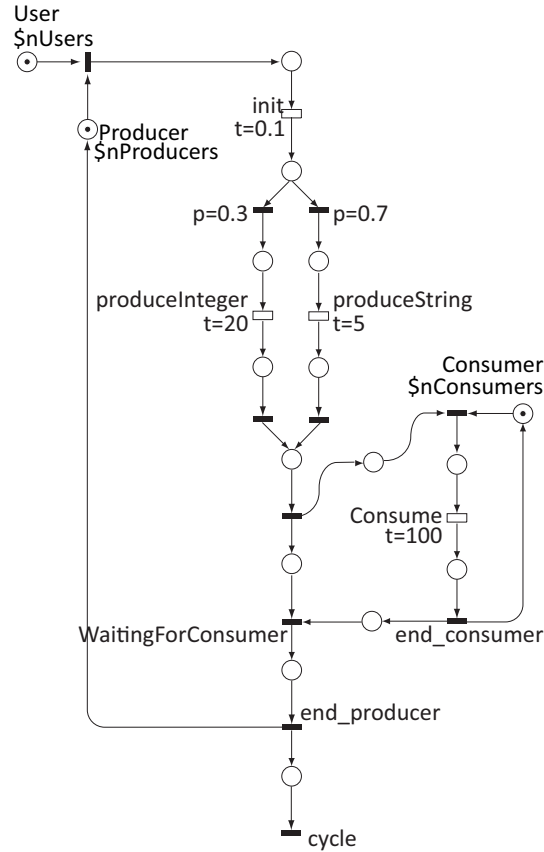 User
$nUsers
init
t=0.1
Producer
$nProducers
p=0.3
p=0.7
produceInteger
t=20
produceString
t=5
Consumer
$nConsumers
Consume
t=100
WaitingForConsumer
end_consumer
end_producer
cycle